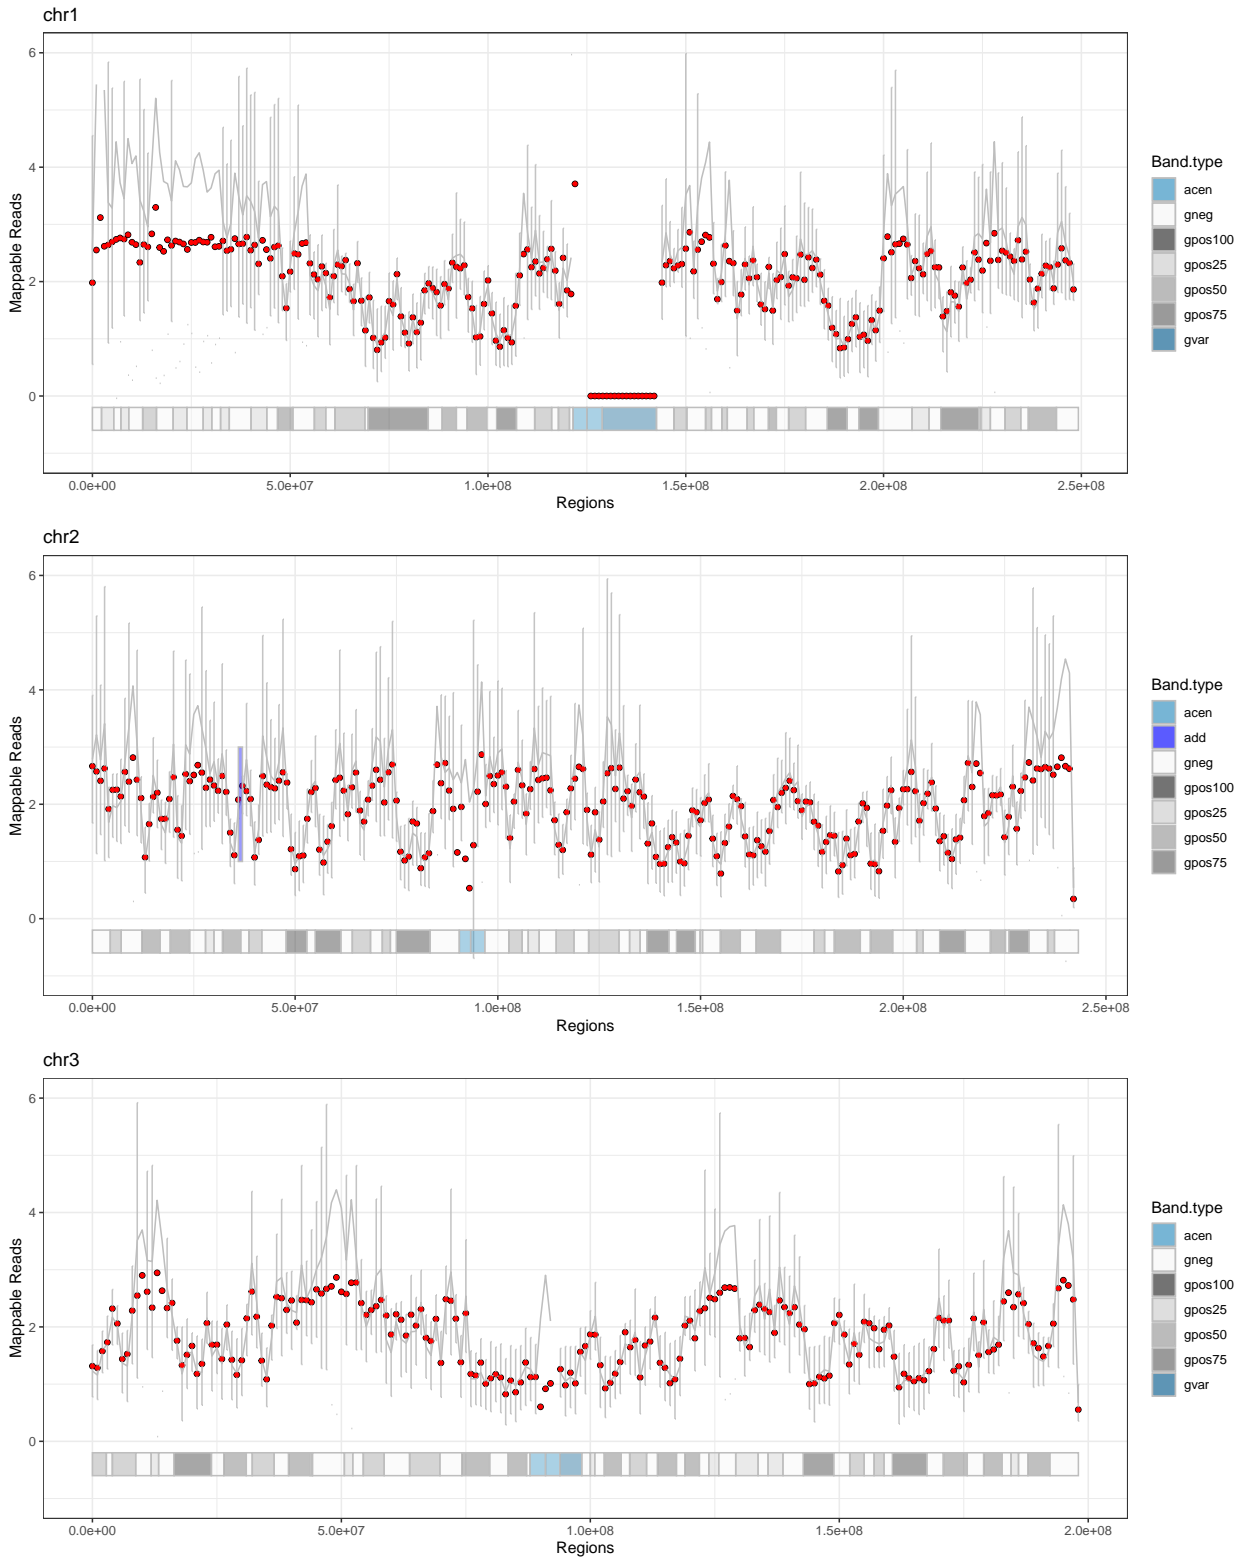 chr1
Mappable Reads
6
4
2
0
0.0e+00 5.0e+07 1.0e+08 1.5e+08 2.0e+08 2.5e+08
Regions
Band.type
acen
gneg
gpos100
gpos25
gpos50
gpos75
gvar
chr2
Mappable Reads
6
4
2
0
0.0e+00 5.0e+07 1.0e+08 1.5e+08 2.0e+08 2.5e+08
Regions
Band.type
acen
add
gneg
gpos100
gpos25
gpos50
gpos75
chr3
Mappable Reads
6
4
2
0
0.0e+00 5.0e+07 1.0e+08 1.5e+08 2.0e+08
Regions
Band.type
acen
gneg
gpos100
gpos25
gpos50
gpos75
gvar